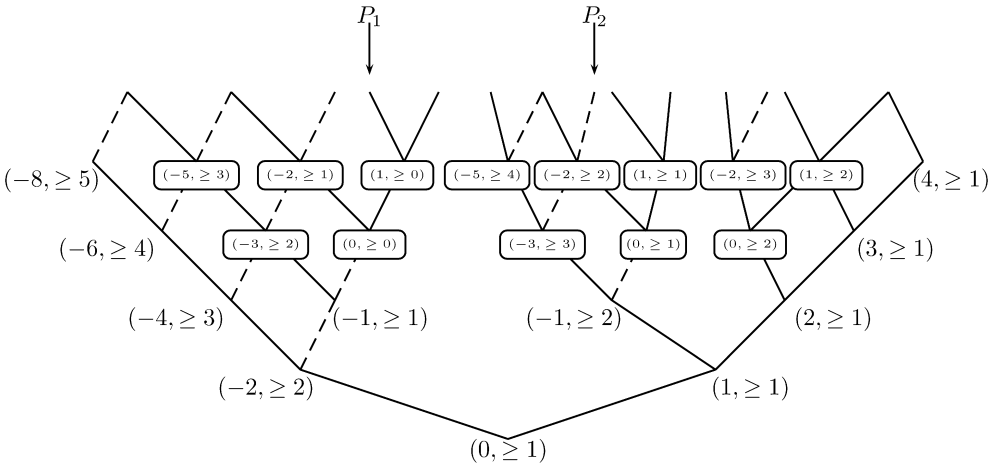 P₁ P₂
(−8, ≥ 5) (−5, ≥ 3) (−2, ≥ 1) (1, ≥ 0) (−5, ≥ 4) (−2, ≥ 2) (1, ≥ 1) (−2, ≥ 3) (1, ≥ 2) (4, ≥ 1)
(−6, ≥ 4) (−3, ≥ 2) (0, ≥ 0) (−3, ≥ 3) (0, ≥ 1) (0, ≥ 2) (3, ≥ 1)
(−4, ≥ 3) (−1, ≥ 1) (−1, ≥ 2) (2, ≥ 1)
(−2, ≥ 2) (1, ≥ 1)
(0, ≥ 1)